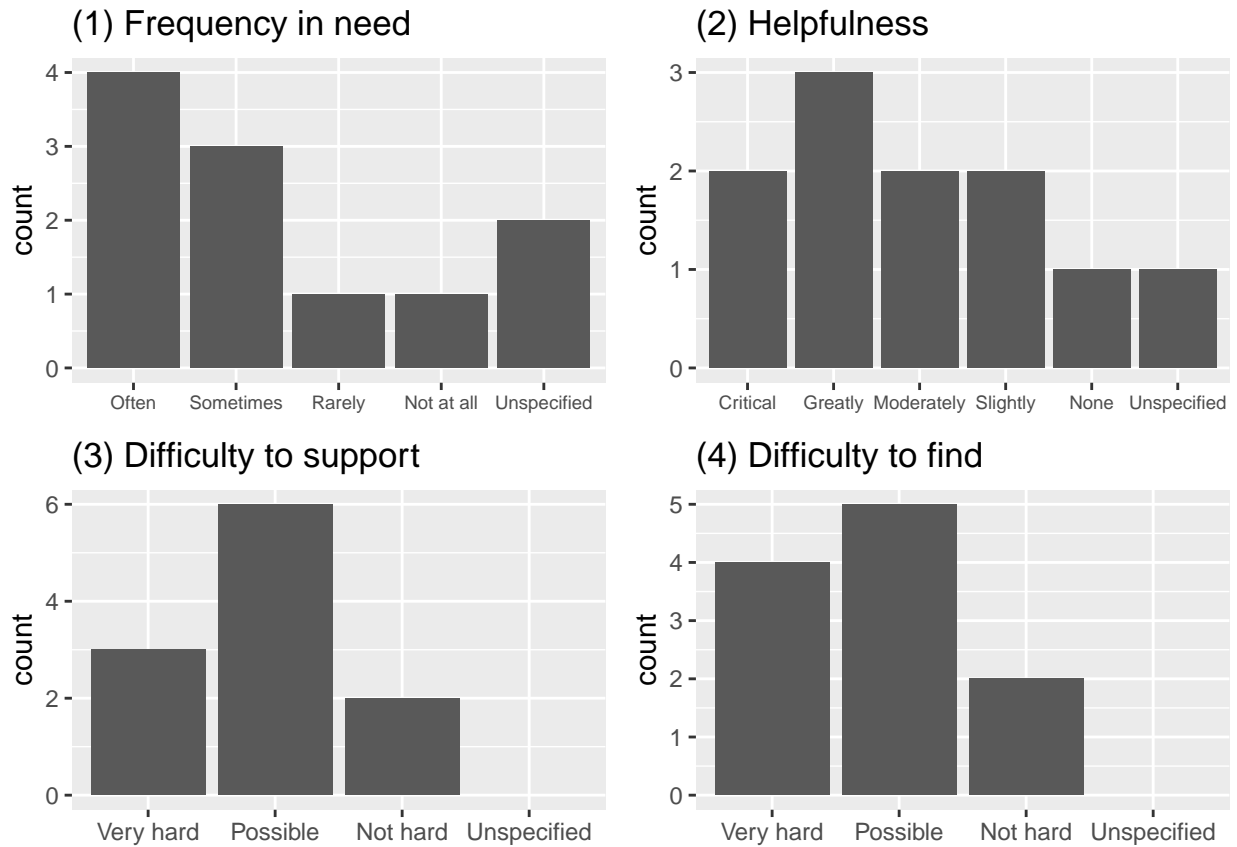 (1) Frequency in need
4
3
2
1
0
count
Often Sometimes Rarely Not at all Unspecified
(2) Helpfulness
3
2
1
0
count
Critical Greatly Moderately Slightly None Unspecified
(3) Difficulty to support
6
4
2
0
count
Very hard Possible Not hard Unspecified
(4) Difficulty to find
5
4
3
2
1
0
count
Very hard Possible Not hard Unspecified